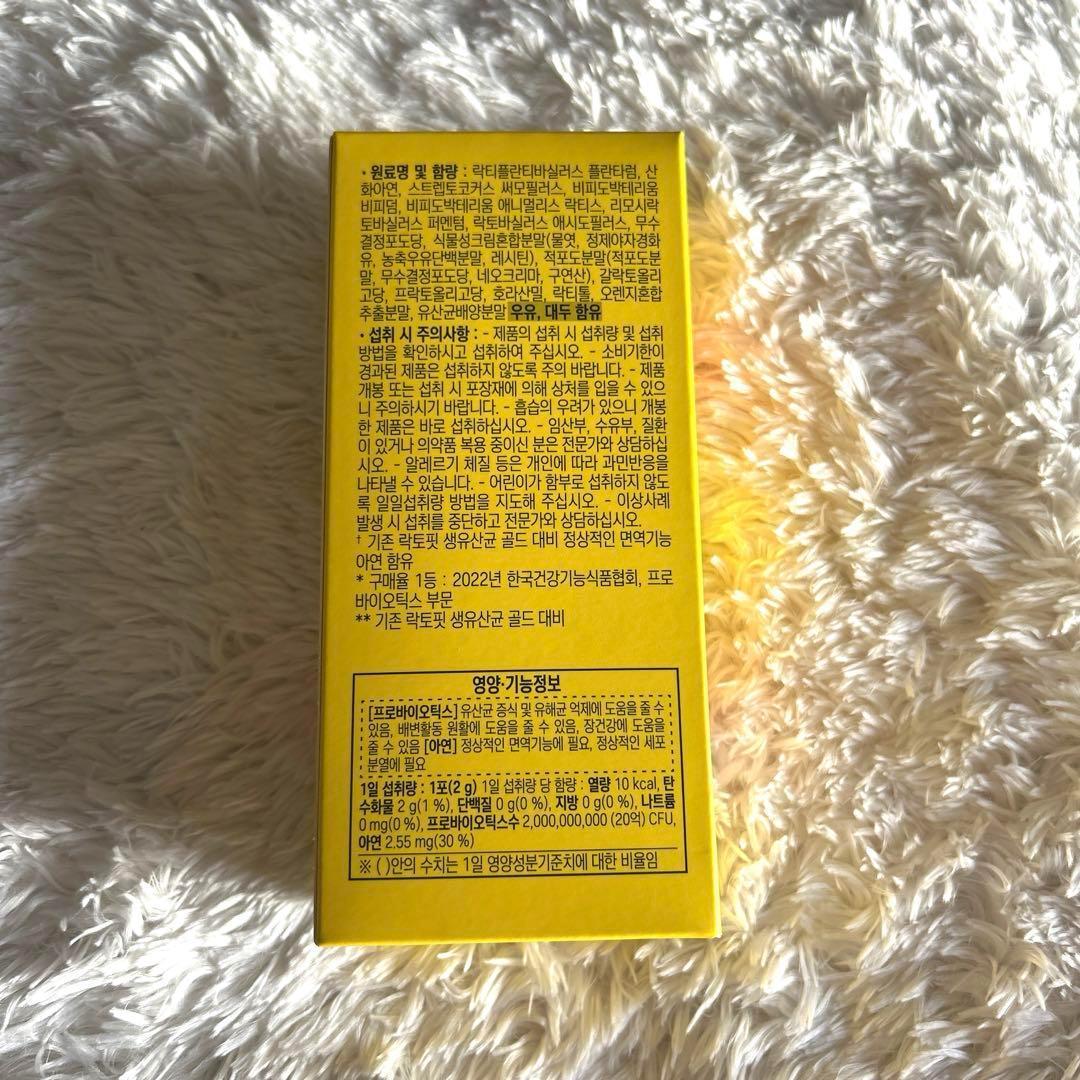 • 원료명 및 함량 : 락티플란티바실러스 플란타럼, 산
화아연, 스트렙토코커스 써모필러스, 비피도박테리움
비피덤, 비피도박테리움 애니멀리스 락티스, 리모시락
토바실러스 퍼멘텀, 락토바실러스 애시도필러스, 무수
결정포도당, 식물성크림혼합분말(물엿, 정제야자경화
유, 농축우유단백분말, 레시틴), 적포도분말(적포도분
말, 무수결정포도당, 네오크리마, 구연산), 갈락토올리
고당, 프락토올리고당, 호라산밀, 락티톨, 오렌지혼합
추출분말, 유산균배양분말 우유, 대두 함유
• 섭취 시 주의사항 : - 제품의 섭취 시 섭취량 및 섭취
방법을 확인하시고 섭취하여 주십시오. - 소비기한이
경과된 제품은 섭취하지 않도록 주의 바랍니다. - 제품
개봉 또는 섭취 시 포장재에 의해 상처를 입을 수 있으
니 주의하시기 바랍니다. - 흡습의 우려가 있으니 개봉
한 제품은 바로 섭취하십시오. - 임산부, 수유부, 질환
이 있거나 의약품 복용 중이신 분은 전문가와 상담하십
시오. - 알레르기 체질 등은 개인에 따라 과민반응을
나타낼 수 있습니다. - 어린이가 함부로 섭취하지 않도
록 일일섭취량 방법을 지도해 주십시오. - 이상사례
발생 시 섭취를 중단하고 전문가와 상담하십시오.
† 기존 락토핏 생유산균 골드 대비 정상적인 면역기능
아연 함유
* 구매율 1등 : 2022년 한국건강기능식품협회, 프로
바이오틱스 부문
** 기존 락토핏 생유산균 골드 대비
영양·기능정보
[프로바이오틱스] 유산균 증식 및 유해균 억제에 도움을 줄 수
있음, 배변활동 원활에 도움을 줄 수 있음, 장건강에 도움을
줄 수 있음 [아연] 정상적인 면역기능에 필요, 정상적인 세포
분열에 필요
1일 섭취량 : 1포(2 g) 1일 섭취량 당 함량 : 열량 10 kcal, 탄
수화물 2 g(1 %), 단백질 0 g(0 %), 지방 0 g(0 %), 나트륨
0 mg(0 %), 프로바이오틱스수 2,000,000,000 (20억) CFU,
아연 2.55 mg(30 %)
※ ( )안의 수치는 1일 영양성분기준치에 대한 비율임